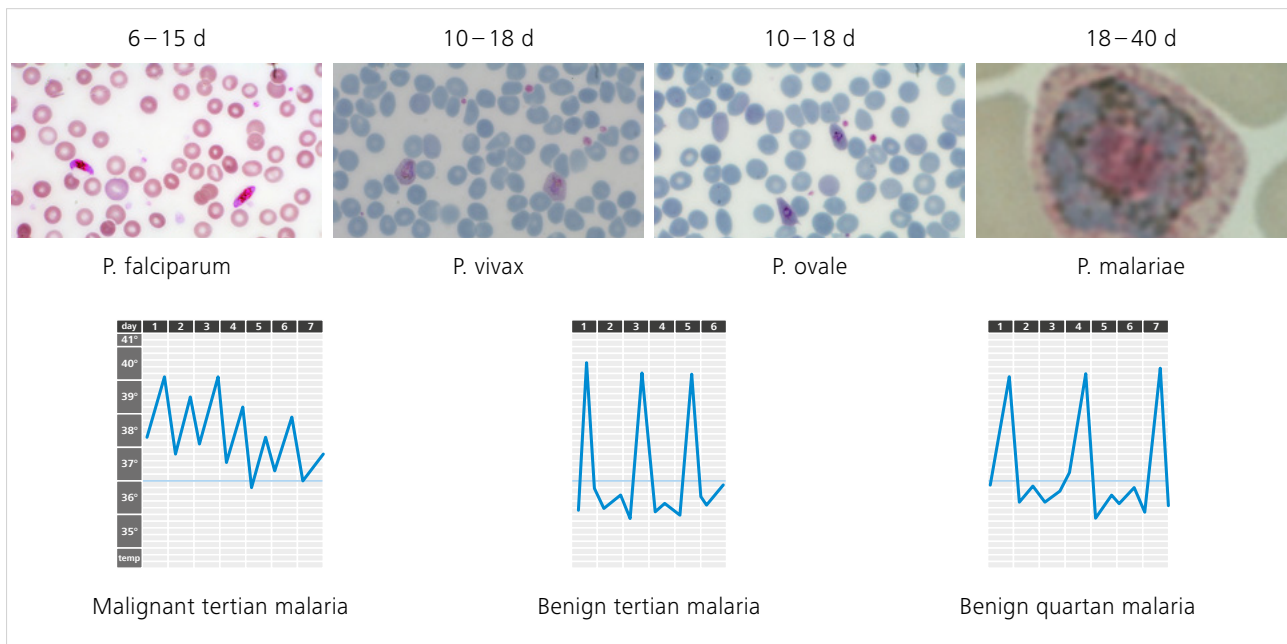 6–15 d 10–18 d 10–18 d 18–40 d
P. falciparum P. vivax P. ovale P. malariae
day 1 2 3 4 5 6 7
41°
40°
39°
38°
37°
36°
35°
temp
1 2 3 4 5 6
1 2 3 4 5 6 7
Malignant tertian malaria Benign tertian malaria Benign quartan malaria